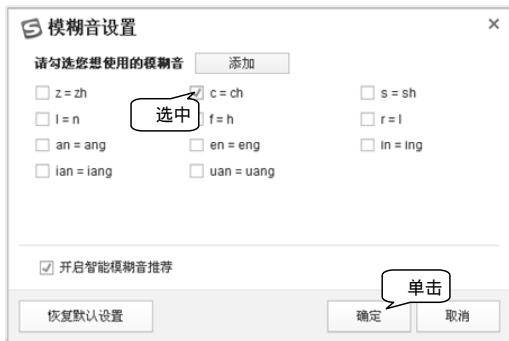 模糊音设置
请勾选您想使用的模糊音 添加
z = zh c = ch s = sh
选中
l = n f = h r = l
an = ang en = eng in = ing
ian = iang uan = uang
开启智能模糊音推荐
单击
恢复默认设置 确定 取消